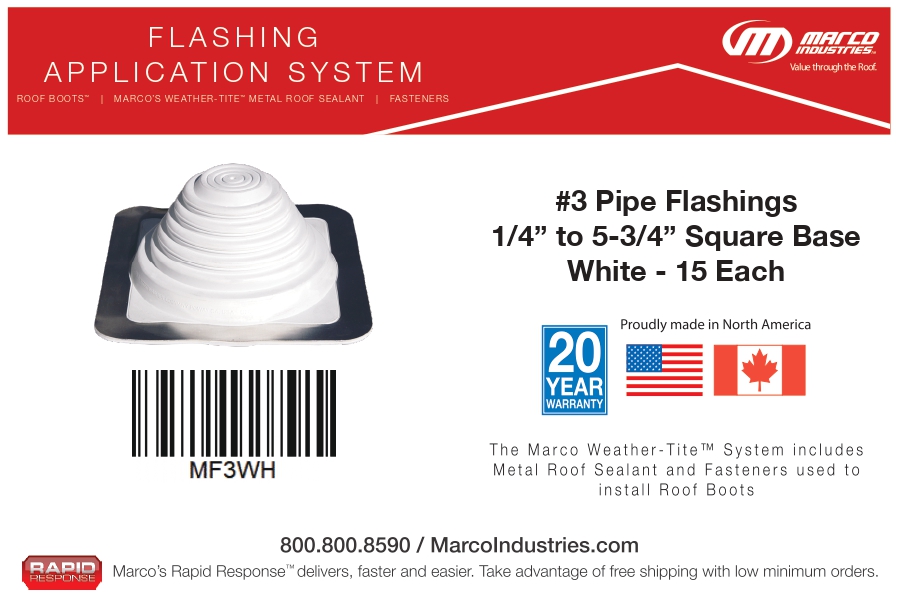 FLASHING
APPLICATION SYSTEM
ROOF BOOTS™ | MARCO'S WEATHER-TITE™ METAL ROOF SEALANT | FASTENERS
MARCO
INDUSTRIES™
Value through the Roof.
#3 Pipe Flashings
1/4” to 5-3/4” Square Base
White - 15 Each
Proudly made in North America
20
YEAR
WARRANTY
MF3WH
The Marco Weather-Tite™ System includes
Metal Roof Sealant and Fasteners used to
install Roof Boots
800.800.8590 / MarcoIndustries.com
RAPID
RESPONSE
Marco’s Rapid Response™ delivers, faster and easier. Take advantage of free shipping with low minimum orders.